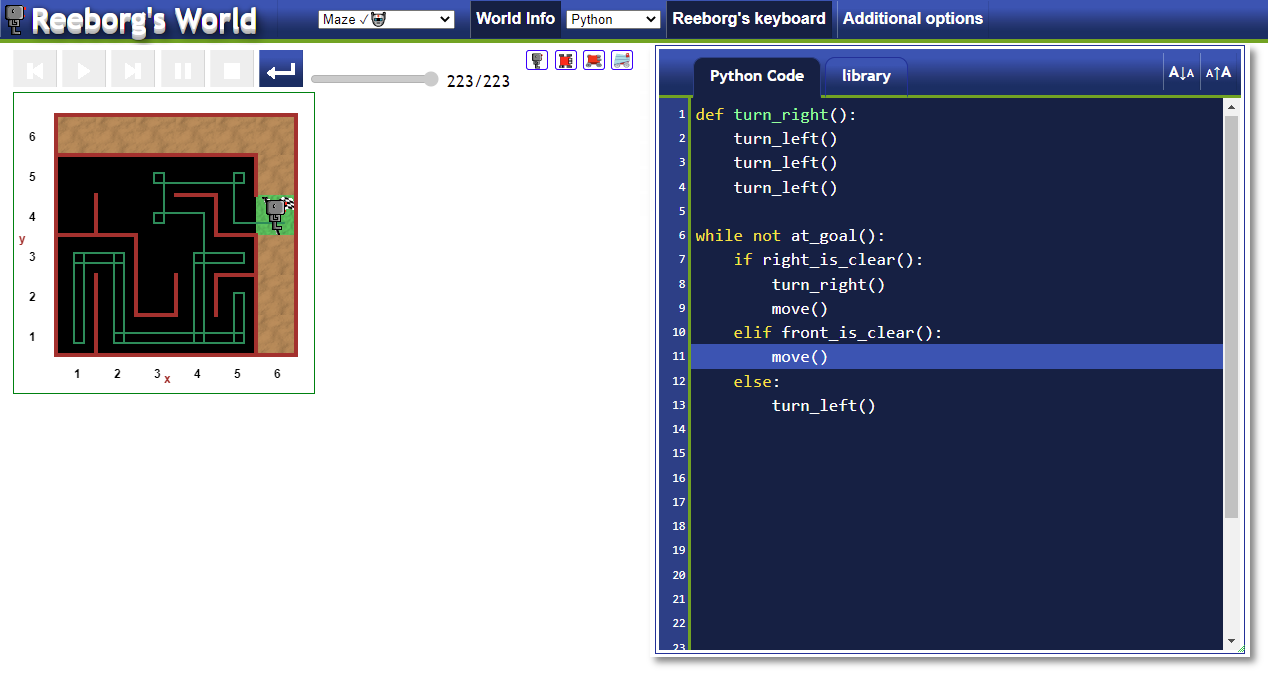 Reeborg's World
Maze ✓
World Info
Python
Reeborg's keyboard
Additional options
223/223
Python Code
library
A↓A
A↑A
1 def turn_right():
2     turn_left()
3     turn_left()
4     turn_left()
5
6 while not at_goal():
7     if right_is_clear():
8         turn_right()
9         move()
10     elif front_is_clear():
11         move()
12     else:
13         turn_left()
14
15
16
17
18
19
20
21
22
23
6
5
4
y
3
2
1
1 2 3 x 4 5 6